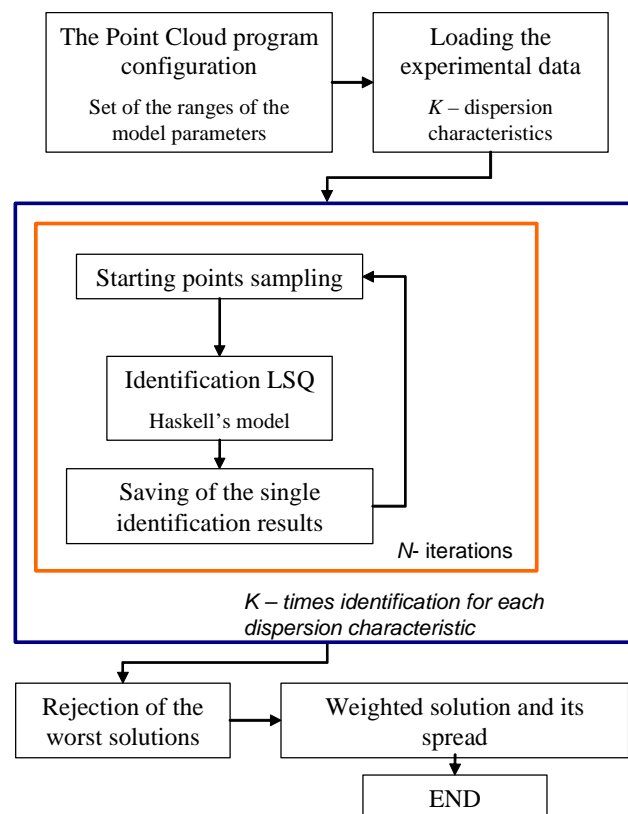 The Point Cloud program
configuration
Set of the ranges of the
model parameters
Loading the
experimental data
K – dispersion
characteristics
Starting points sampling
Identification LSQ
Haskell's model
Saving of the single
identification results
N- iterations
K – times identification for each
dispersion characteristic
Rejection of the
worst solutions
Weighted solution and its
spread
END